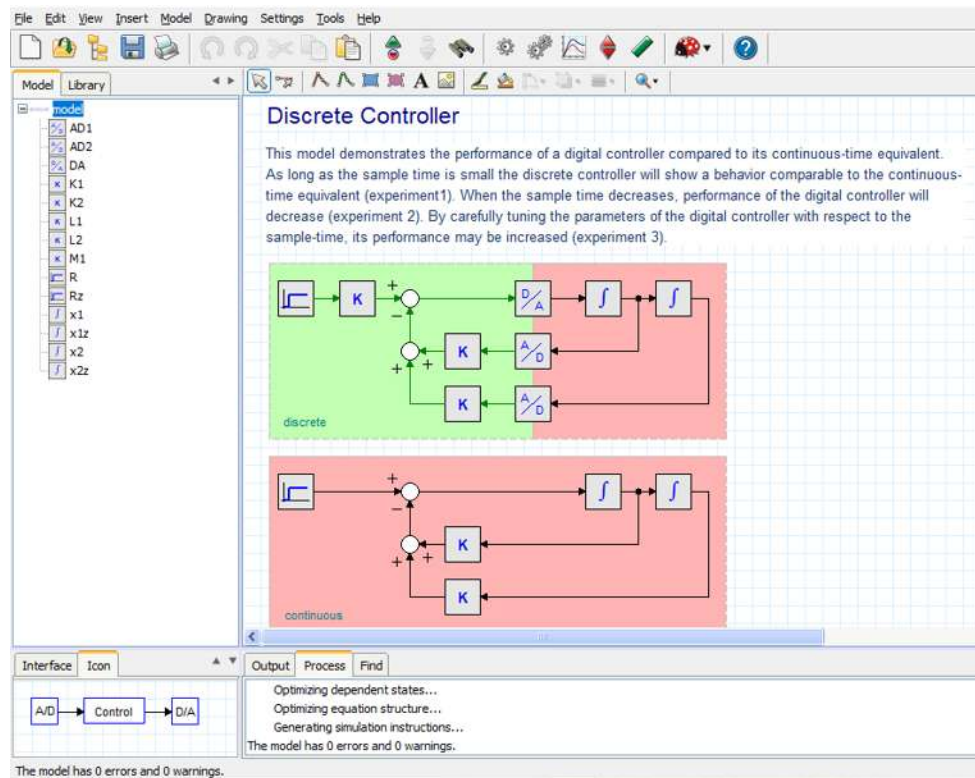 File Edit View Insert Model Drawing Settings Tools Help
Model Library
model
AD1
AD2
DA
K1
K2
L1
L2
M1
R
Rz
x1
x1z
x2
x2z
Discrete Controller
This model demonstrates the performance of a digital controller compared to its continuous-time equivalent.
As long as the sample time is small the discrete controller will show a behavior comparable to the continuous-
time equivalent (experiment1). When the sample time decreases, performance of the digital controller will
decrease (experiment 2). By carefully tuning the parameters of the digital controller with respect to the
sample-time, its performance may be increased (experiment 3).
K + D/A ∫ ∫
−
K A/D
+ +
K A/D
discrete
+ ∫ ∫
−
K
+ +
K
continuous
Interface Icon
A/D Control D/A
Output Process Find
Optimizing dependent states...
Optimizing equation structure...
Generating simulation instructions...
The model has 0 errors and 0 warnings.
The model has 0 errors and 0 warnings.